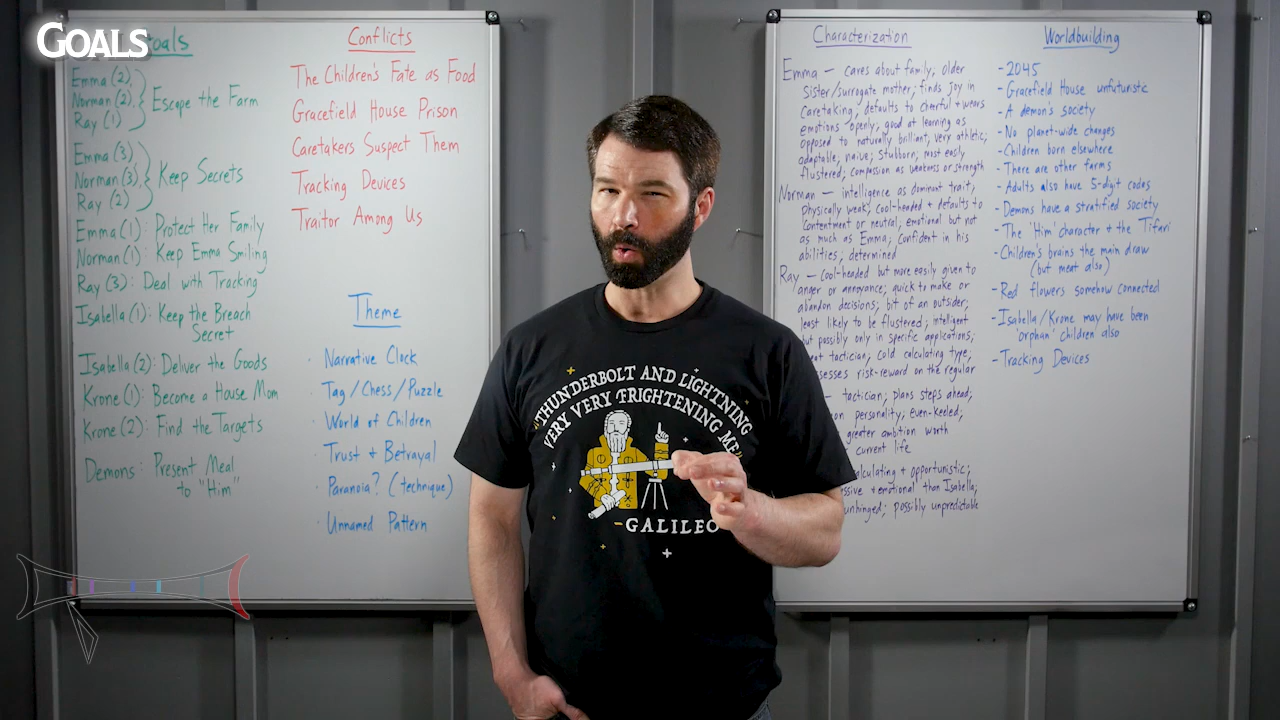 GOALS
oals
Emma (2)
Norman (2)
Ray (1)
Escape the Farm
Emma (3)
Norman (3)
Ray (2)
Keep Secrets
Emma (1): Protect Her Family
Norman (1): Keep Emma Smiling
Ray (3): Deal with Tracking
Isabella (1): Keep the Breach
Secret
Isabella (2): Deliver the Goods
Krone (1): Become a House Mom
Krone (2): Find the Targets
Demons: Present Meal
to "Him"
Conflicts
The Children's Fate as Food
Gracefield House Prison
Caretakers Suspect Them
Tracking Devices
Traitor Among Us
Theme
· Narrative Clock
· Tag/Chess/Puzzle
· World of Children
· Trust & Betrayal
· Paranoia? (technique)
· Unnamed Pattern
"THUNDERBOLT AND LIGHTNING
VERY VERY FRIGHTENING ME"
-GALILEO
Characterization
Emma — cares about family; older
sister/surrogate mother; finds joy in
caretaking; defaults to cheerful & wears
emotions openly; good at learning as
opposed to naturally brilliant; very athletic;
adaptable, naive; stubborn; most easily
flustered; compassion as weakness or strength
Norman — intelligence as dominant trait;
physically weak; cool-headed & defaults to
contentment or neutral; emotional but not
as much as Emma; confident in his
abilities; determined
Ray — cool-headed but more easily given to
anger or annoyance; quick to make or
abandon decisions; bit of an outsider;
least likely to be flustered; intelligent
but possibly only in specific applications;
tactician; cold calculating type,
assesses risk-reward on the regular
— tactician; plans steps ahead;
personality; even-keeled;
greater ambition worth
current life
calculating & opportunistic;
& emotional than Isabella;
unhinged; possibly unpredictable
Worldbuilding
- 2045
- Gracefield House unfuturistic
- A demon's society
- No planet-wide changes
- Children born elsewhere
- There are other farms
- Adults also have 5-digit codes
- Demons have a stratified society
- The 'Him' character & the Tifari
- Children's brains the main draw
(but meat also)
- Red flowers somehow connected
- Isabella/Krone may have been
'orphan' children also
- Tracking Devices